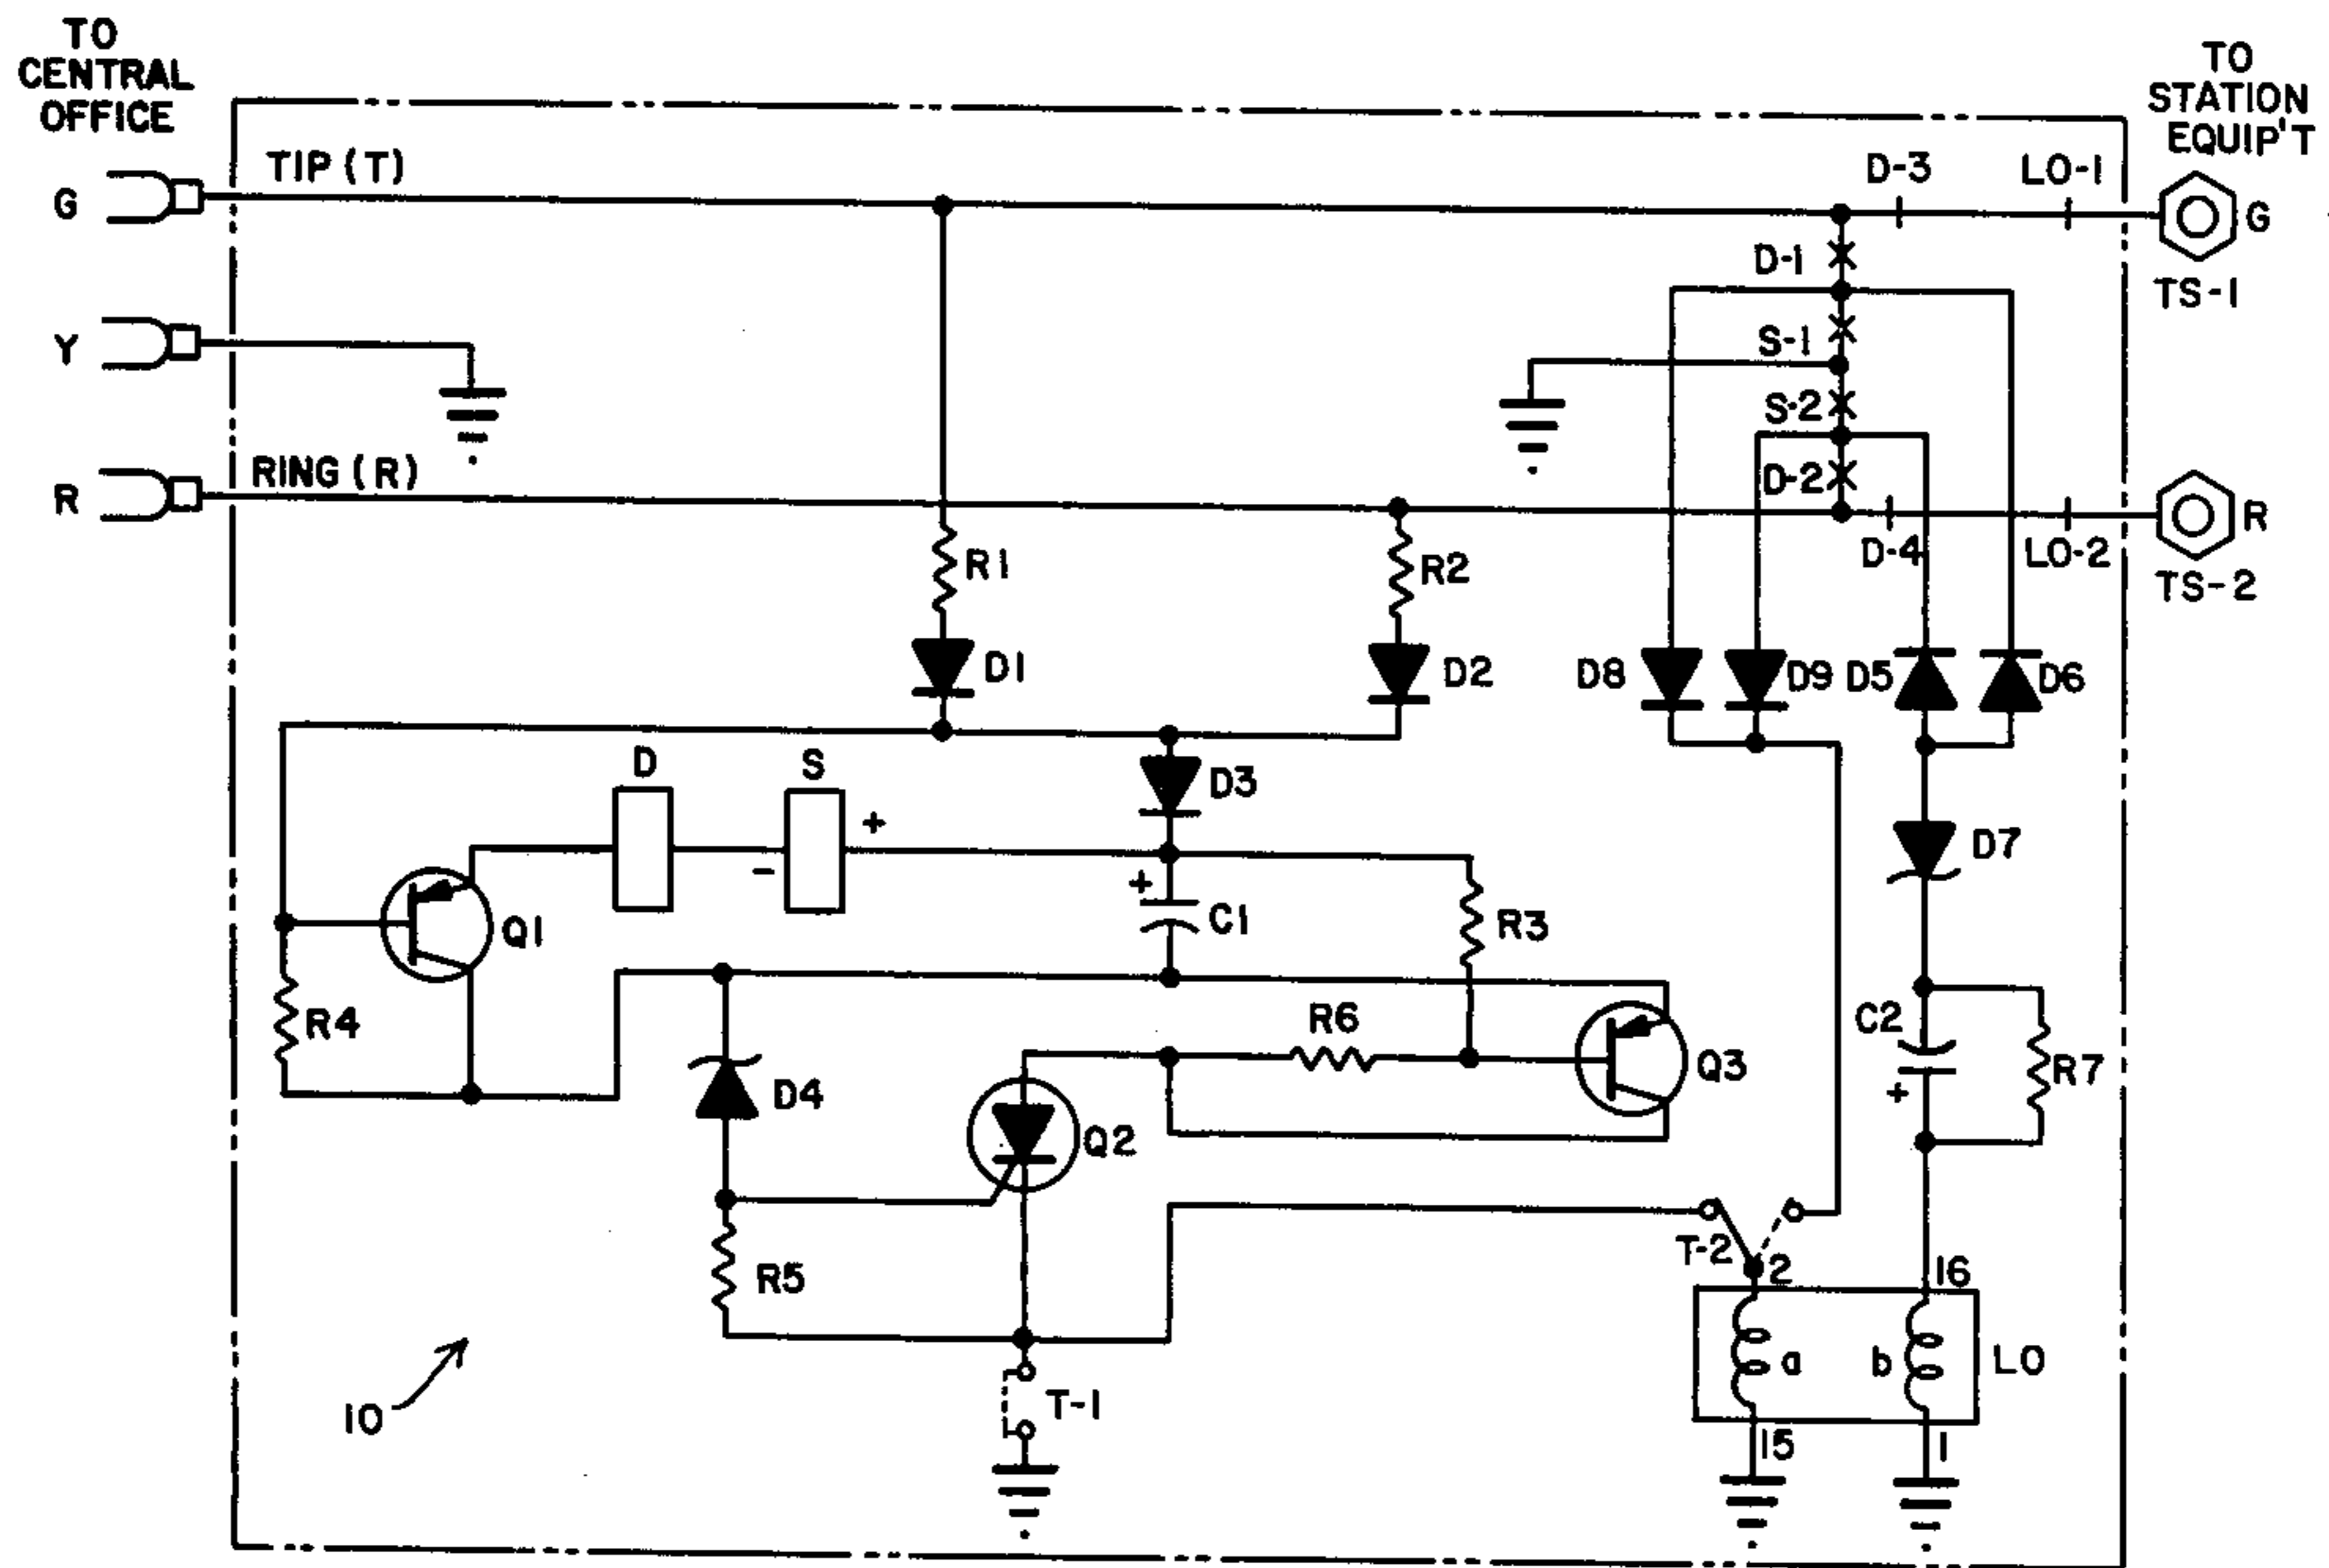 TO
CENTRAL
OFFICE
TO
STATION
EQUIP'T
TIP (T)
D-3
LO-1
G
G
D-1
TS-1
Y
S-1
S-2
RING (R)
D-2
R
R
D-4
LO-2
TS-2
R1
R2
D1
D2
D8
D9
D5
D6
D
S
D3
+
D7
-
+
C1
R3
Q1
R4
R6
C2
D4
Q3
R7
+
Q2
T-2
2
16
R5
a
b
LO
T-1
10
15
1